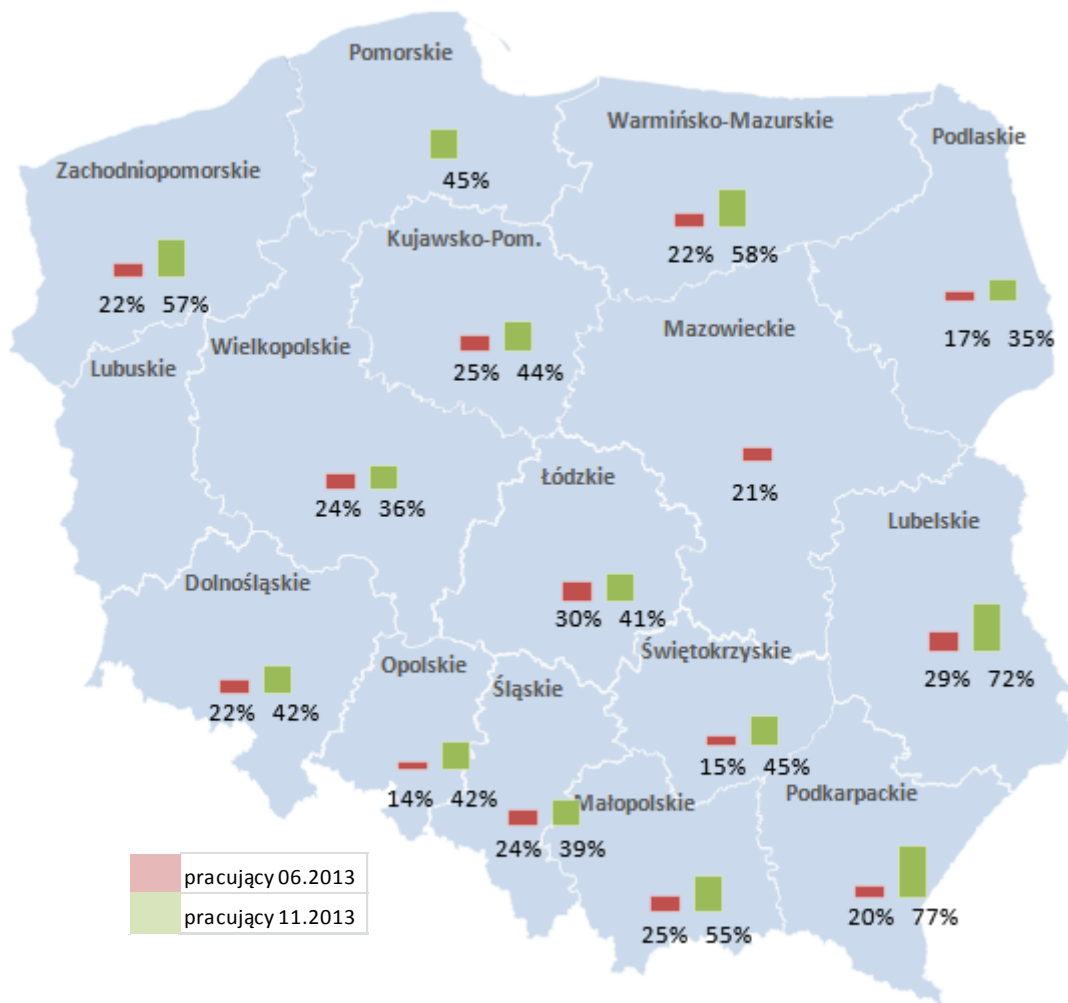 Pomorskie
45%
Warmińsko-Mazurskie
22% 58%
Podlaskie
17% 35%
Zachodniopomorskie
22% 57%
Kujawsko-Pom.
25% 44%
Mazowieckie
21%
Lubuskie
Wielkopolskie
24% 36%
Łódzkie
30% 41%
Lubelskie
29% 72%
Dolnośląskie
22% 42%
Opolskie
14% 42%
Śląskie
24% 39%
Świętokrzyskie
15% 45%
Małopolskie
25% 55%
Podkarpackie
20% 77%
pracujący 06.2013
pracujący 11.2013